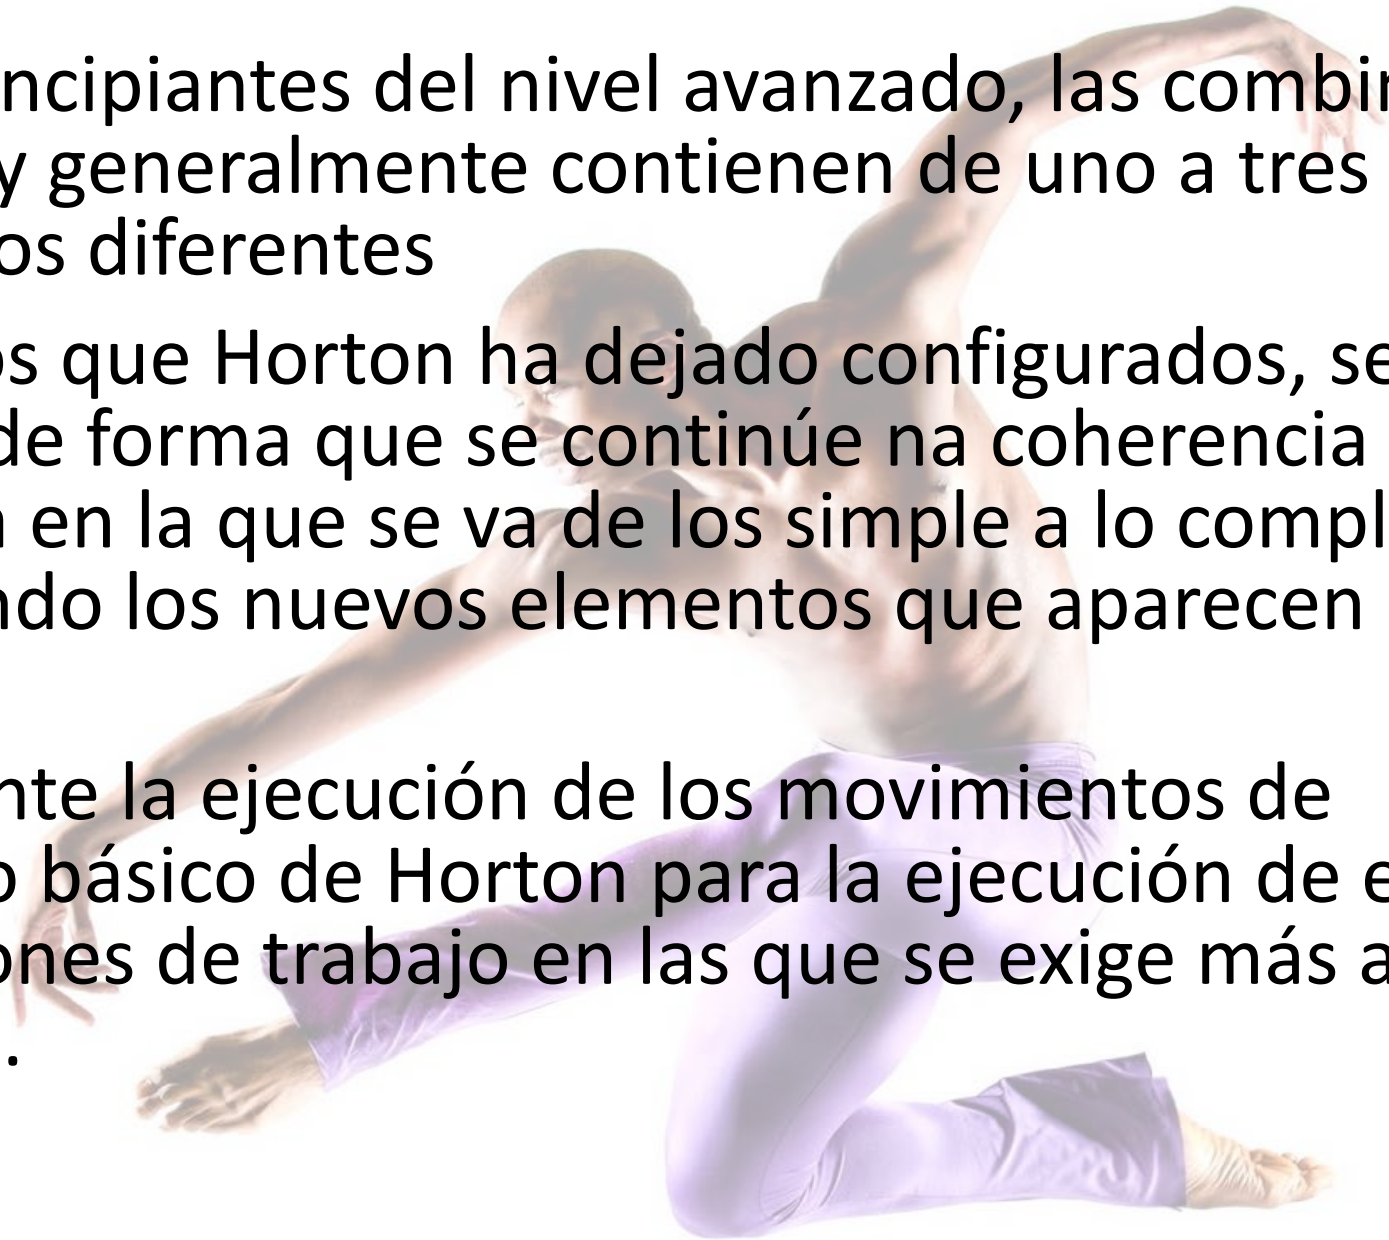 ncipiantes del nivel avanzado, las combin
y generalmente contienen de uno a tres
os diferentes
os que Horton ha dejado configurados, se
de forma que se continúe na coherencia
en la que se va de los simple a lo compl
ndo los nuevos elementos que aparecen
nte la ejecución de los movimientos de
o básico de Horton para la ejecución de e
ones de trabajo en las que se exige más a
.